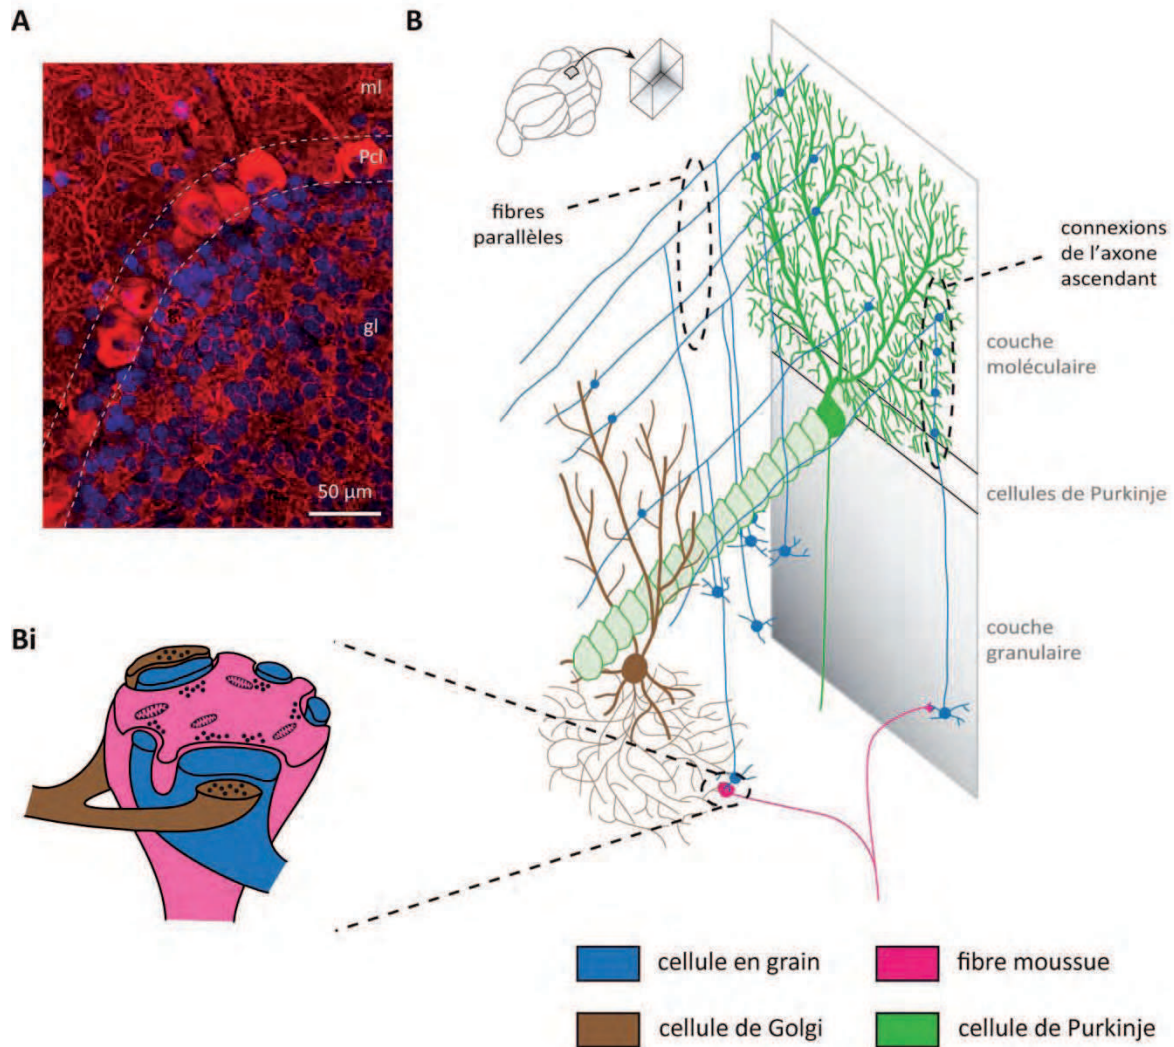 A
ml
Pcl
gl
50 µm
B
fibres
parallèles
connexions
de l'axone
ascendant
couche
moléculaire
cellules de Purkinje
couche
granulaire
Bi
cellule en grain
fibre moussue
cellule de Golgi
cellule de Purkinje